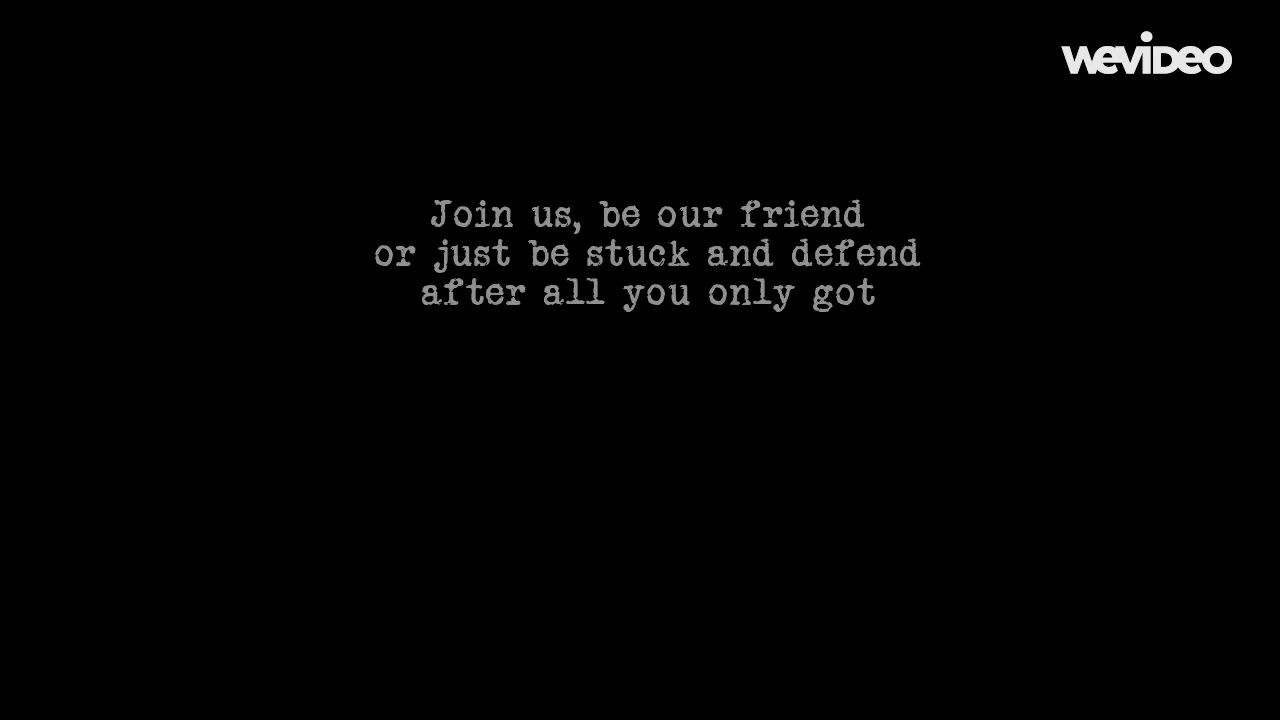 wevideo
Join us, be our friend
or just be stuck and defend
after all you only got